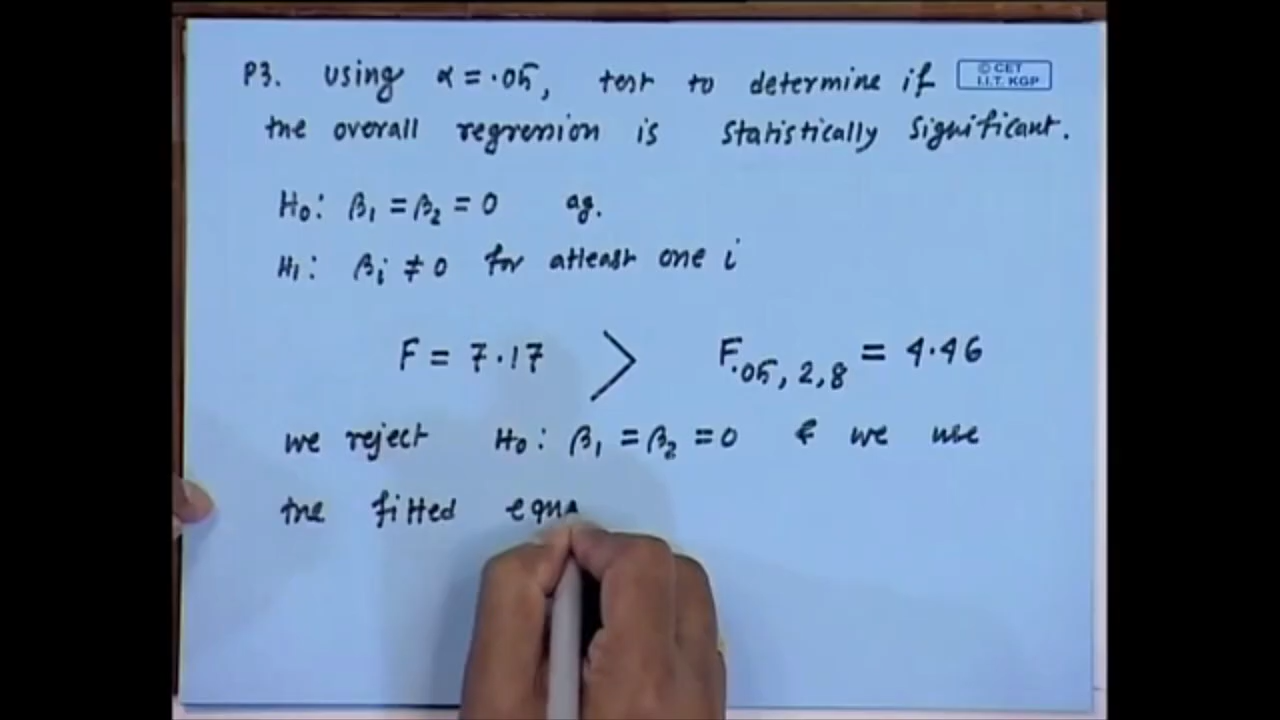 P3. Using α = .05, test to determine if
© CET
I.I.T. KGP
the overall regression is statistically significant.
H₀: β₁ = β₂ = 0 ag.
H₁: βᵢ ≠ 0 for atleast one i
F = 7.17 > F.05, 2, 8 = 4.46
we reject H₀: β₁ = β₂ = 0 & we use
the fitted equa